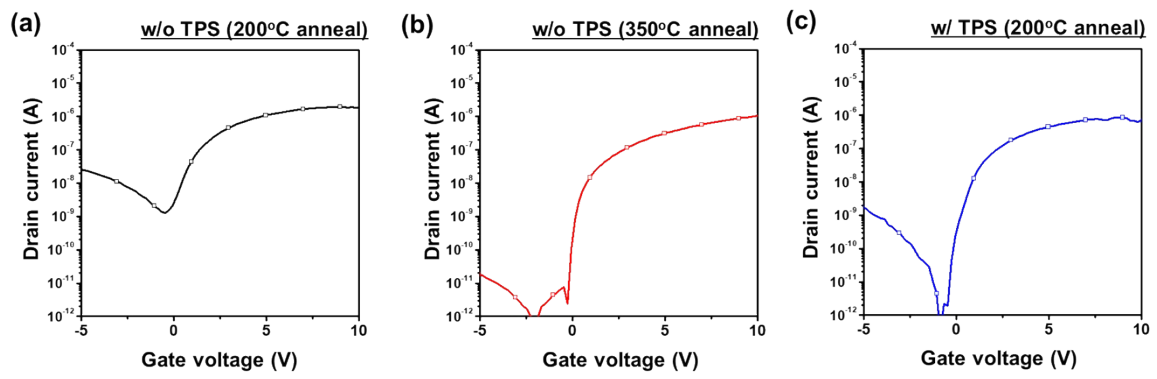 (a)
w/o TPS (200°C anneal)
10⁻⁴
10⁻⁵
10⁻⁶
10⁻⁷
10⁻⁸
10⁻⁹
10⁻¹⁰
10⁻¹¹
10⁻¹²
Drain current (A)
-5 0 5 10
Gate voltage (V)
(b)
w/o TPS (350°C anneal)
10⁻⁴
10⁻⁵
10⁻⁶
10⁻⁷
10⁻⁸
10⁻⁹
10⁻¹⁰
10⁻¹¹
10⁻¹²
Drain current (A)
-5 0 5 10
Gate voltage (V)
(c)
w/ TPS (200°C anneal)
10⁻⁴
10⁻⁵
10⁻⁶
10⁻⁷
10⁻⁸
10⁻⁹
10⁻¹⁰
10⁻¹¹
10⁻¹²
Drain current (A)
-5 0 5 10
Gate voltage (V)